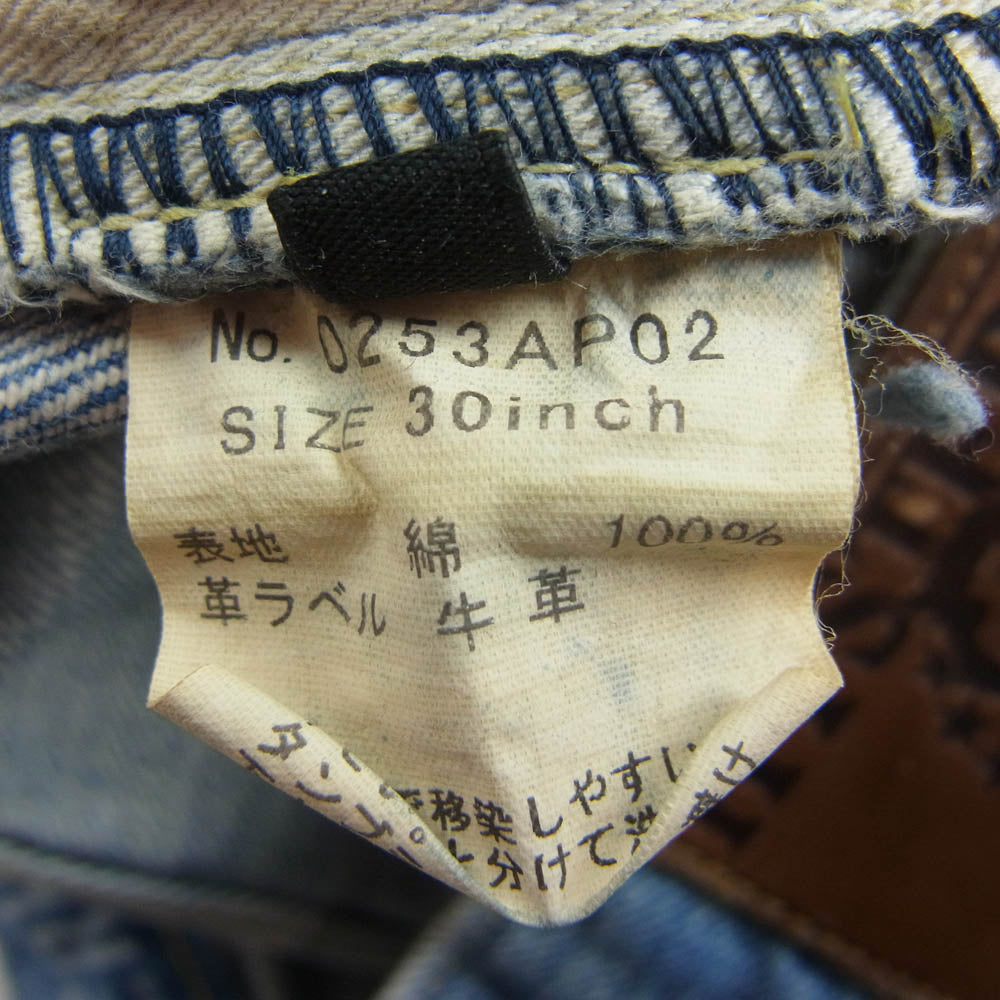 No. 0253AP02
SIZE 30inch
表地 綿 100%
革ラベル 牛革
移染しやすい
分けて洗